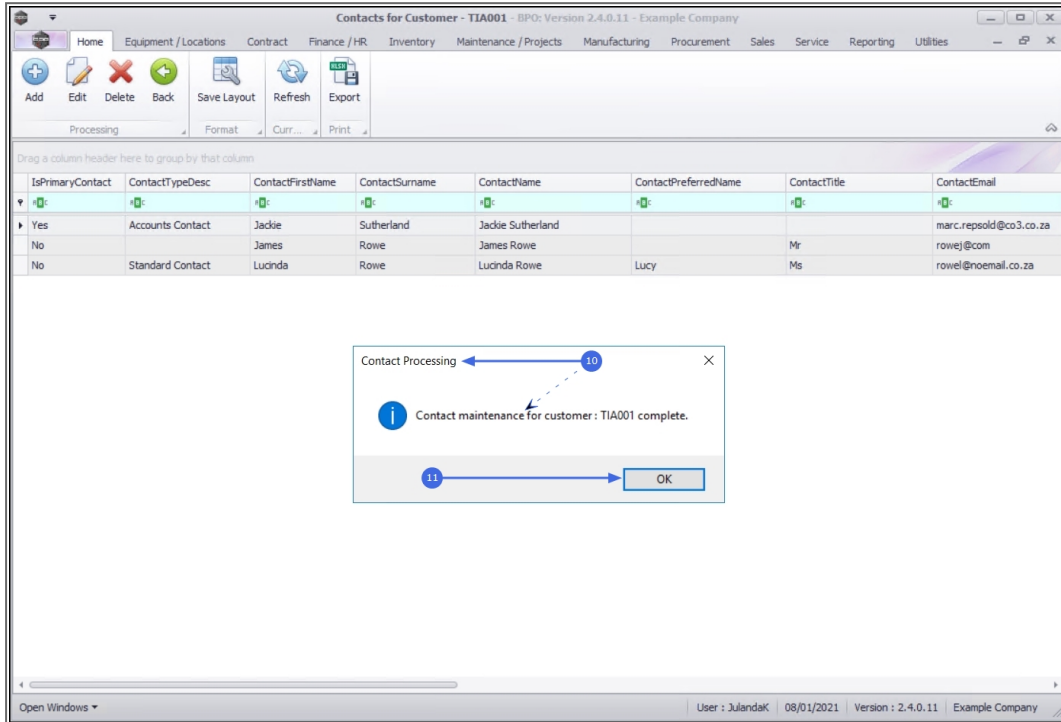 Contacts for Customer - TIA001 - BPO: Version 2.4.0.11 - Example Company
Home Equipment / Locations Contract Finance / HR Inventory Maintenance / Projects Manufacturing Procurement Sales Service Reporting Utilities
XLSX
Add Edit Delete Back Save Layout Refresh Export
Processing Format Curr... Print
Drag a column header here to group by that column
IsPrimaryContact ContactTypeDesc ContactFirstName ContactSurname ContactName ContactPreferredName ContactTitle ContactEmail
Yes Accounts Contact Jackie Sutherland Jackie Sutherland marc.repsold@co3.co.za
No James Rowe James Rowe Mr rowej@com
No Standard Contact Lucinda Rowe Lucinda Rowe Lucy Ms rowel@noemail.co.za
Contact Processing 10
i Contact maintenance for customer : TIA001 complete.
11 OK
Open Windows User : JulandaK 08/01/2021 Version : 2.4.0.11 Example Company